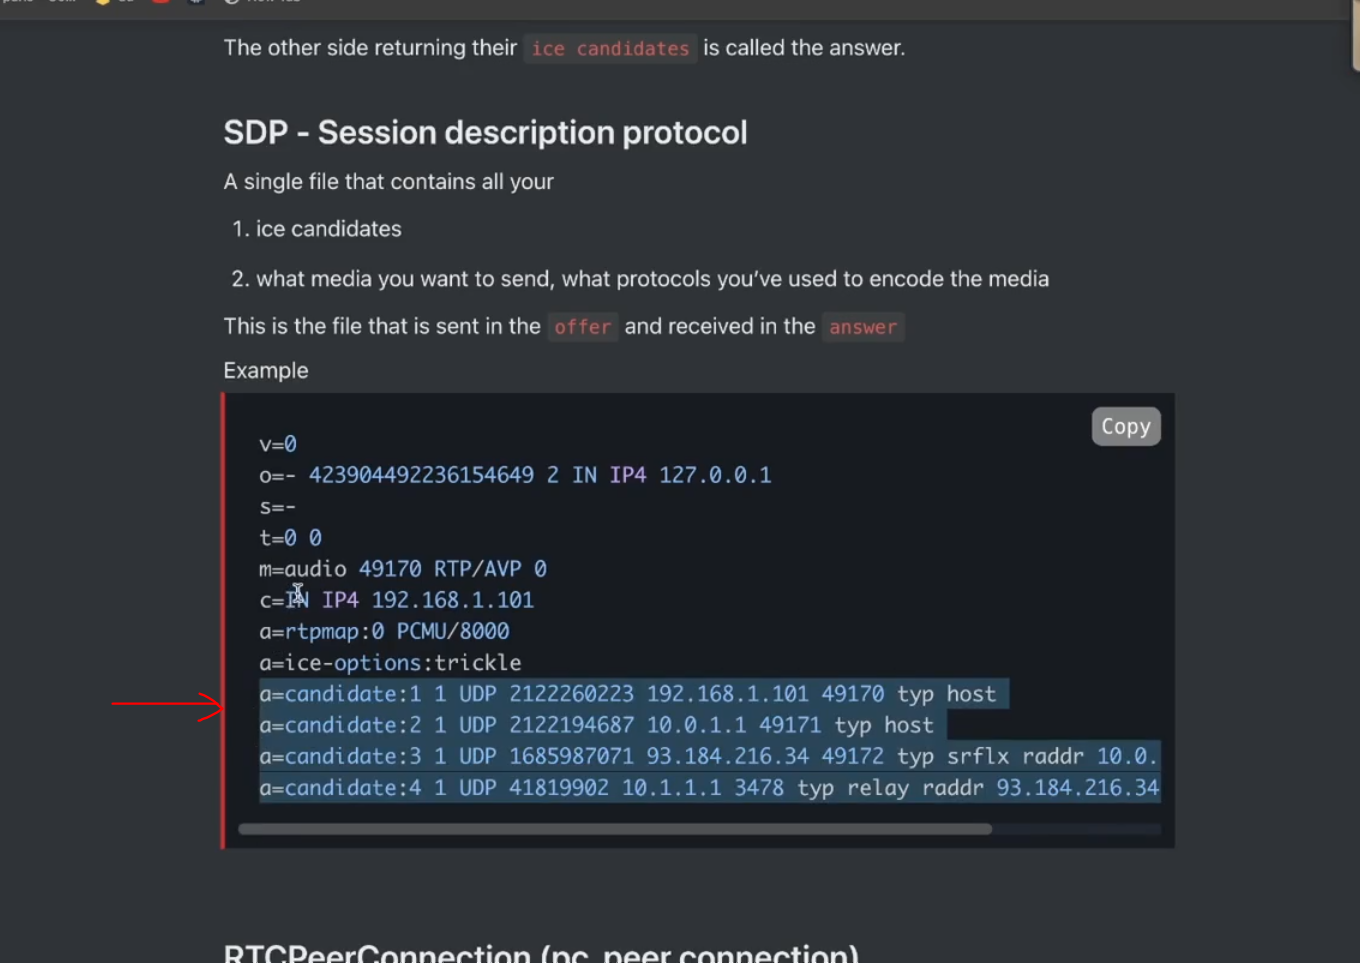 The other side returning their ice candidates is called the answer.
SDP - Session description protocol
A single file that contains all your
1. ice candidates
2. what media you want to send, what protocols you’ve used to encode the media
This is the file that is sent in the offer and received in the answer
Example
Copy
v=0
o=- 423904492236154649 2 IN IP4 127.0.0.1
s=-
t=0 0
m=audio 49170 RTP/AVP 0
c=IN IP4 192.168.1.101
a=rtpmap:0 PCMU/8000
a=ice-options:trickle
a=candidate:1 1 UDP 2122260223 192.168.1.101 49170 typ host
a=candidate:2 1 UDP 2122194687 10.0.1.1 49171 typ host
a=candidate:3 1 UDP 1685987071 93.184.216.34 49172 typ srflx raddr 10.0.
a=candidate:4 1 UDP 41819902 10.1.1.1 3478 typ relay raddr 93.184.216.34
RTCPeerConnection (pc, peer connection)